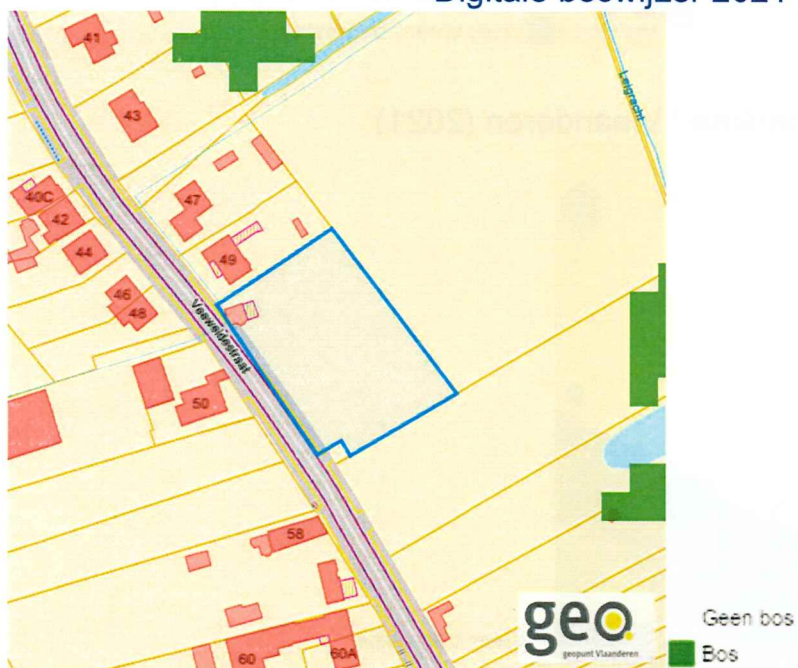 Digitale boswijzer 2021
41
43
Leigracht
40C
42
47
44
49
46
48
Veeweidestraat
50
58
60
60A
geo
geopunt Vlaanderen
Geen bos
Bos